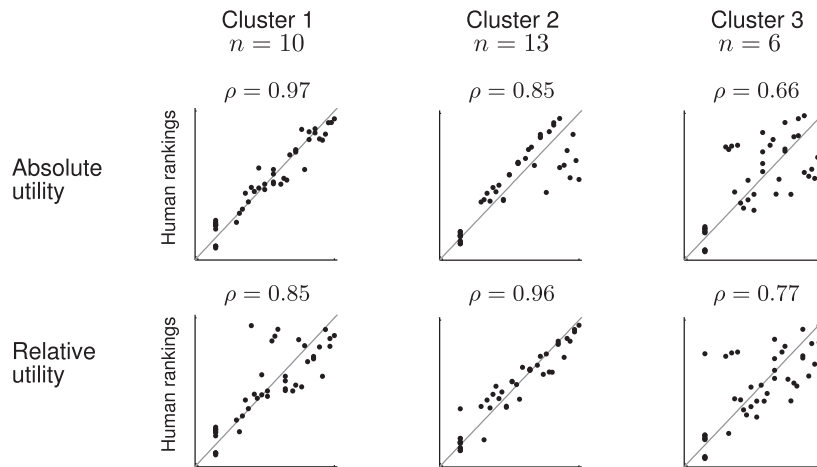 Cluster 1
n = 10
Cluster 2
n = 13
Cluster 3
n = 6
ρ = 0.97
ρ = 0.85
ρ = 0.66
Absolute
utility
Human rankings
ρ = 0.85
ρ = 0.96
ρ = 0.77
Relative
utility
Human rankings